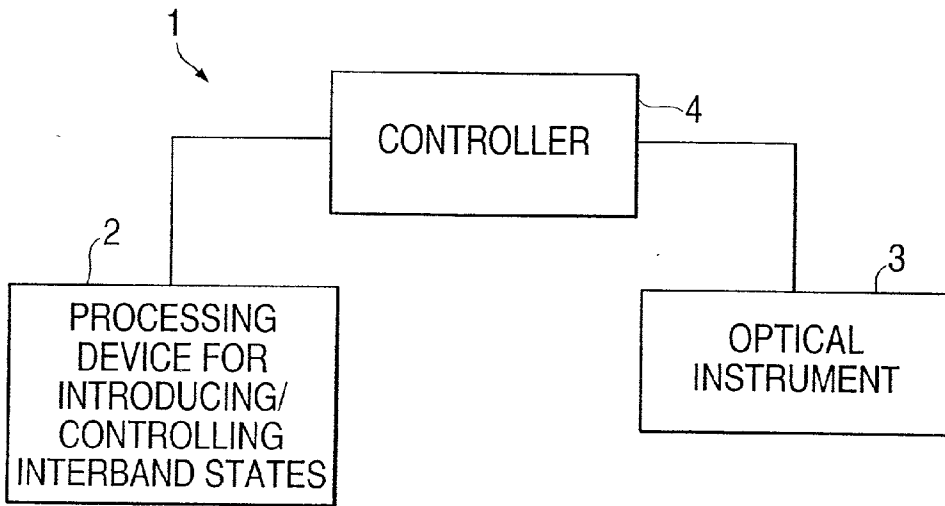 1
CONTROLLER
4
2
PROCESSING
DEVICE FOR
INTRODUCING/
CONTROLLING
INTERBAND STATES
3
OPTICAL
INSTRUMENT